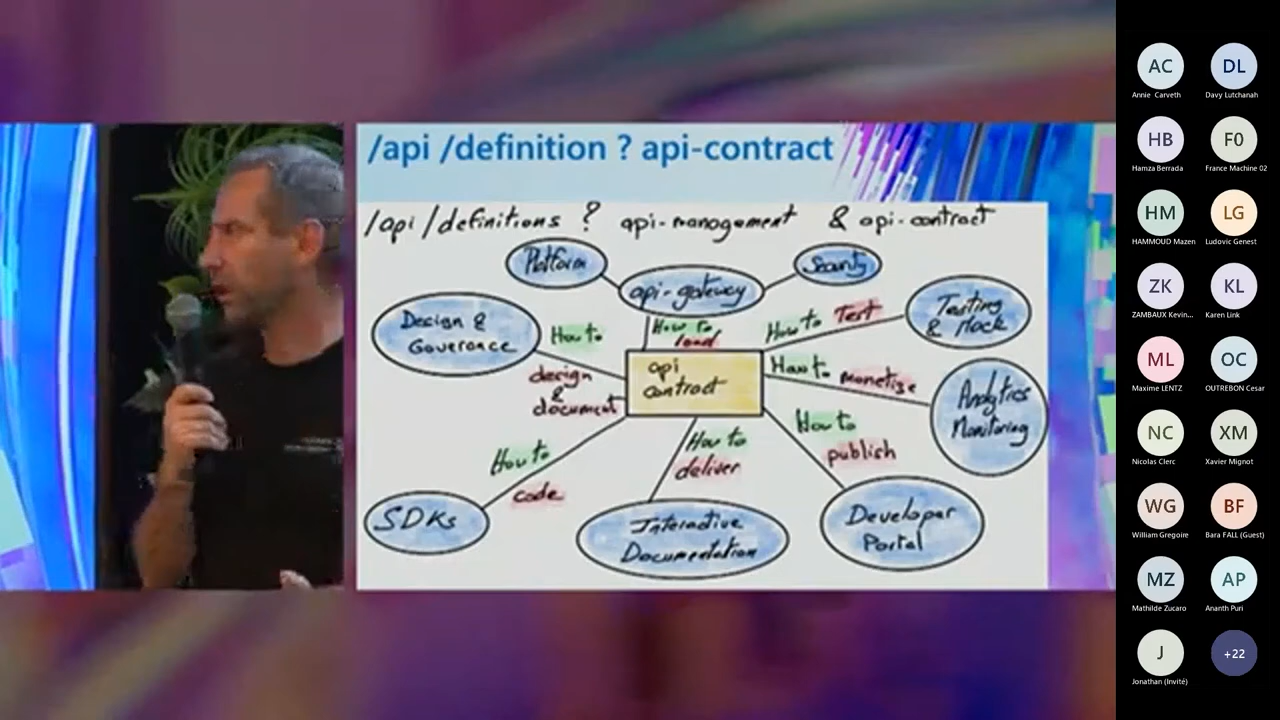 /api /definition ? api-contract
/api /definitions ? api-management & api-contract
Platform
Security
api-gateway
Design &
Governance
How to
design
&
document
How to
load
How to Test
Testing
& Mock
api
contract
How to monetize
Analytics
Monitoring
How to
code
How to
deliver
How to
publish
SDKs
Interactive
Documentation
Developer
Portal
AC
DL
Annie Carveth
Davy Lutchanah
HB
F0
Hamza Berrada
France Machine 02
HM
LG
HAMMOUD Mazen
Ludovic Genest
ZK
KL
ZAMBAUX Kevin...
Karen Link
ML
OC
Maxime LENTZ
OUTREBON Cesar
NC
XM
Nicolas Clerc
Xavier Mignot
WG
BF
William Gregoire
Bara FALL (Guest)
MZ
AP
Mathilde Zucaro
Ananth Puri
J
+22
Jonathan (Invité)